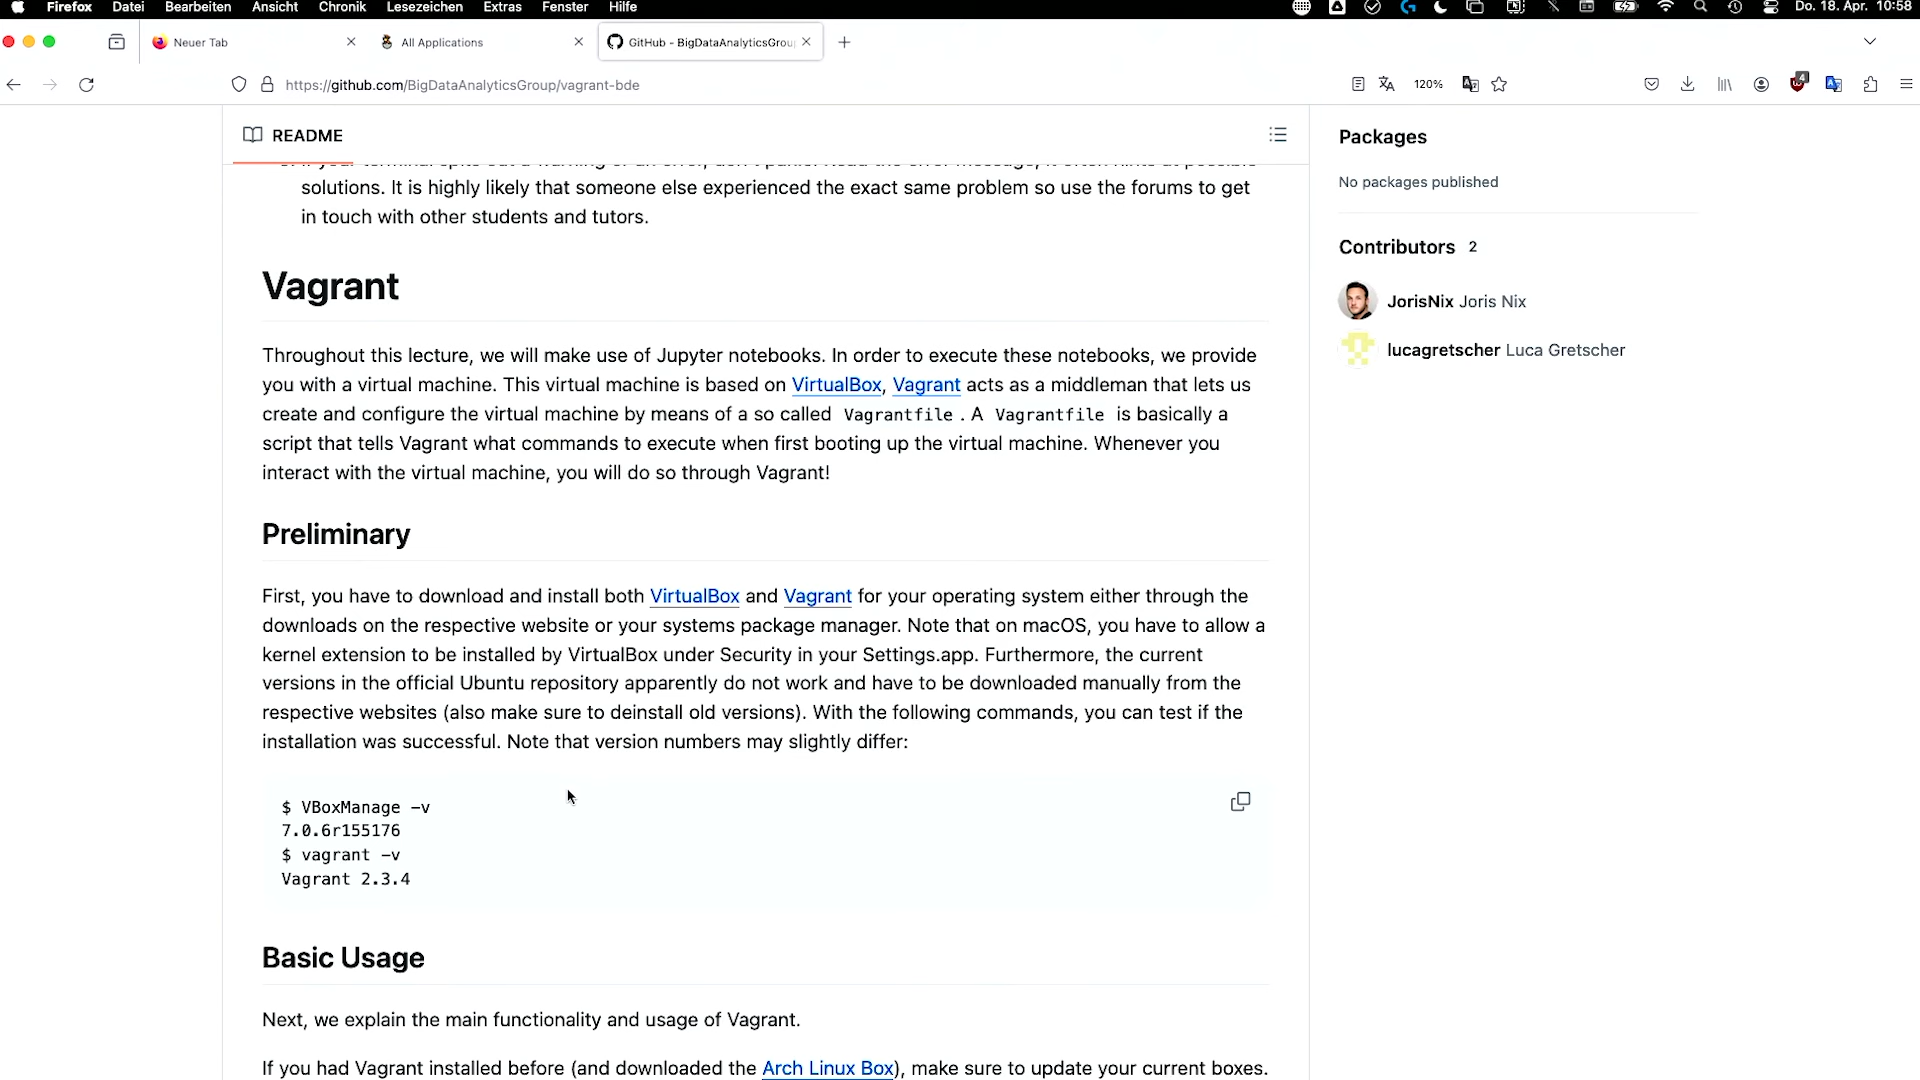 Firefox Datei Bearbeiten Ansicht Chronik Lesezeichen Extras Fenster Hilfe Do. 18. Apr. 10:58
Neuer Tab All Applications GitHub - BigDataAnalyticsGrou
https://github.com/BigDataAnalyticsGroup/vagrant-bde 120% 4
README
solutions. It is highly likely that someone else experienced the exact same problem so use the forums to get
in touch with other students and tutors.
Vagrant
Throughout this lecture, we will make use of Jupyter notebooks. In order to execute these notebooks, we provide
you with a virtual machine. This virtual machine is based on VirtualBox, Vagrant acts as a middleman that lets us
create and configure the virtual machine by means of a so called Vagrantfile . A Vagrantfile is basically a
script that tells Vagrant what commands to execute when first booting up the virtual machine. Whenever you
interact with the virtual machine, you will do so through Vagrant!
Preliminary
First, you have to download and install both VirtualBox and Vagrant for your operating system either through the
downloads on the respective website or your systems package manager. Note that on macOS, you have to allow a
kernel extension to be installed by VirtualBox under Security in your Settings.app. Furthermore, the current
versions in the official Ubuntu repository apparently do not work and have to be downloaded manually from the
respective websites (also make sure to deinstall old versions). With the following commands, you can test if the
installation was successful. Note that version numbers may slightly differ:
$ VBoxManage -v
7.0.6r155176
$ vagrant -v
Vagrant 2.3.4
Basic Usage
Next, we explain the main functionality and usage of Vagrant.
If you had Vagrant installed before (and downloaded the Arch Linux Box), make sure to update your current boxes.
Packages
No packages published
Contributors 2
JorisNix Joris Nix
lucagretscher Luca Gretscher